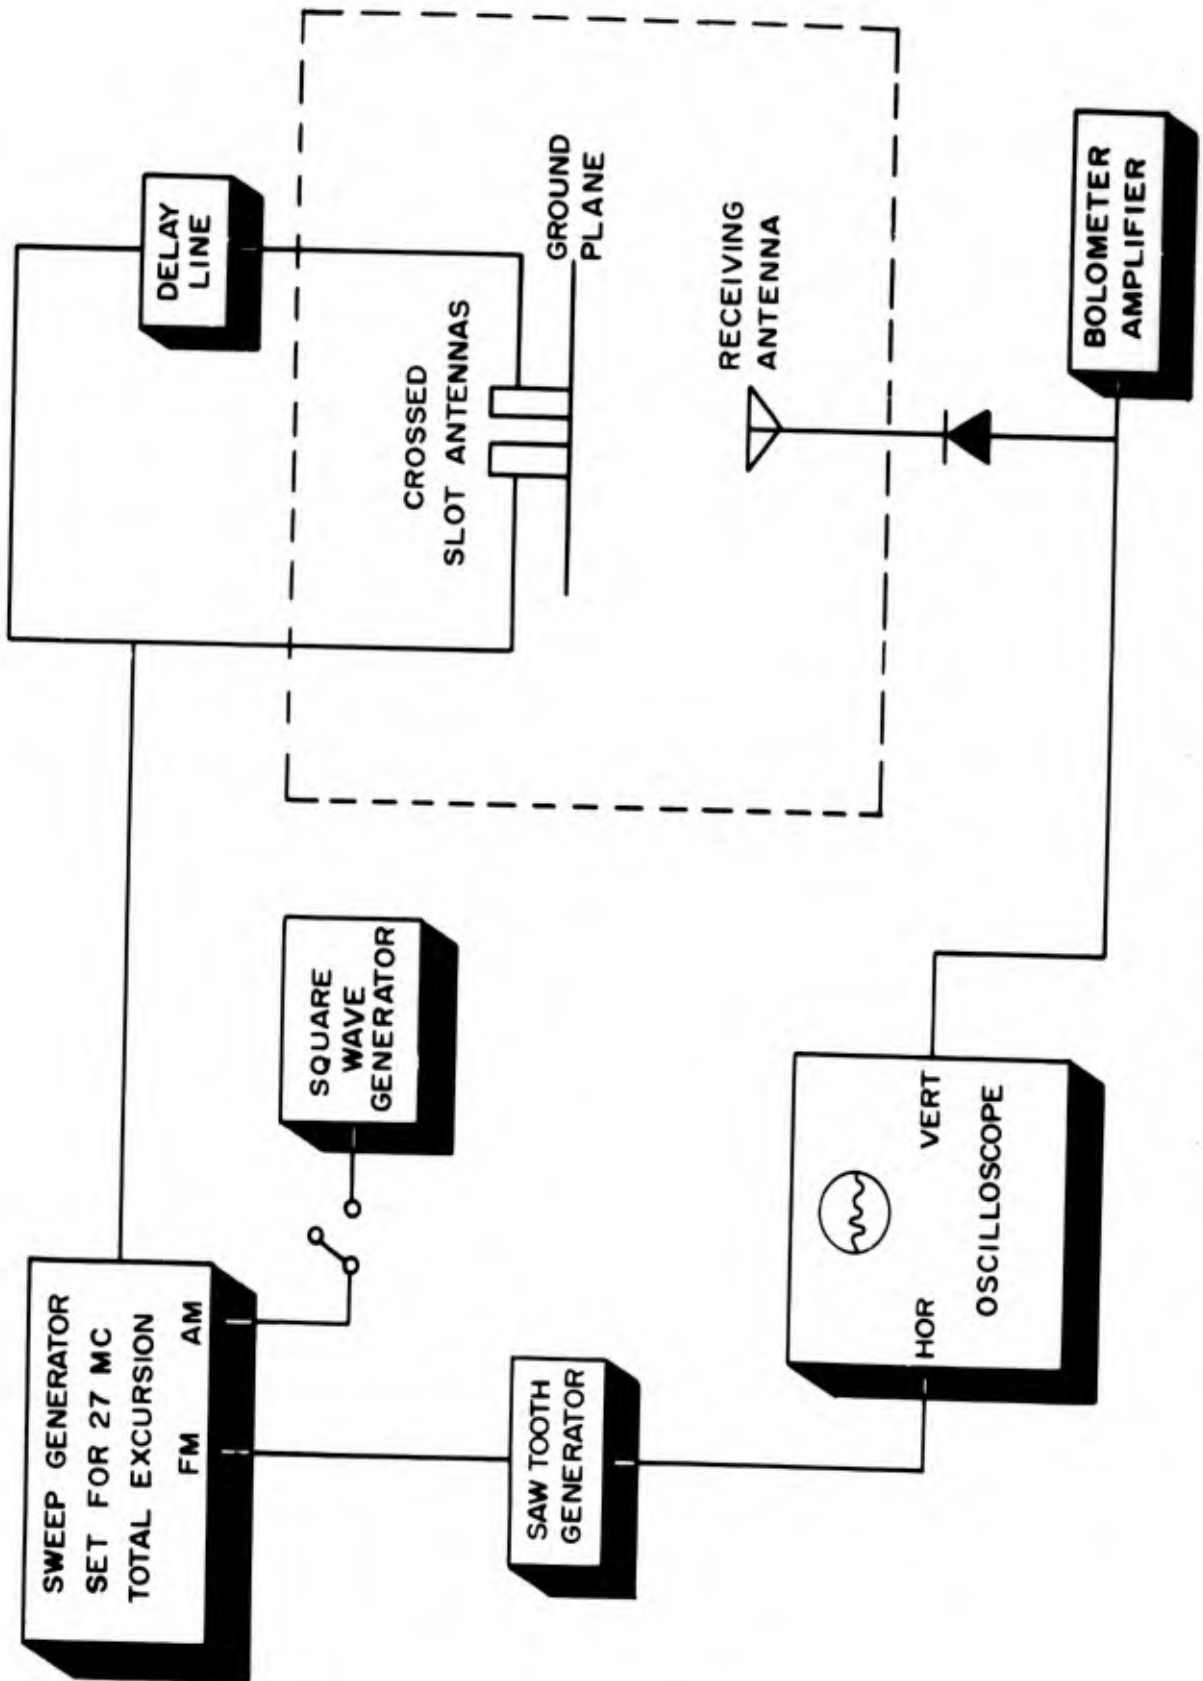 SWEEP GENERATOR
SET FOR 27 MC
TOTAL EXCURSION
FM AM
SQUARE
WAVE
GENERATOR
DELAY
LINE
CROSSED
SLOT ANTENNAS
GROUND
PLANE
RECEIVING
ANTENNA
SAW TOOTH
GENERATOR
HOR VERT
OSCILLOSCOPE
BOLOMETER
AMPLIFIER